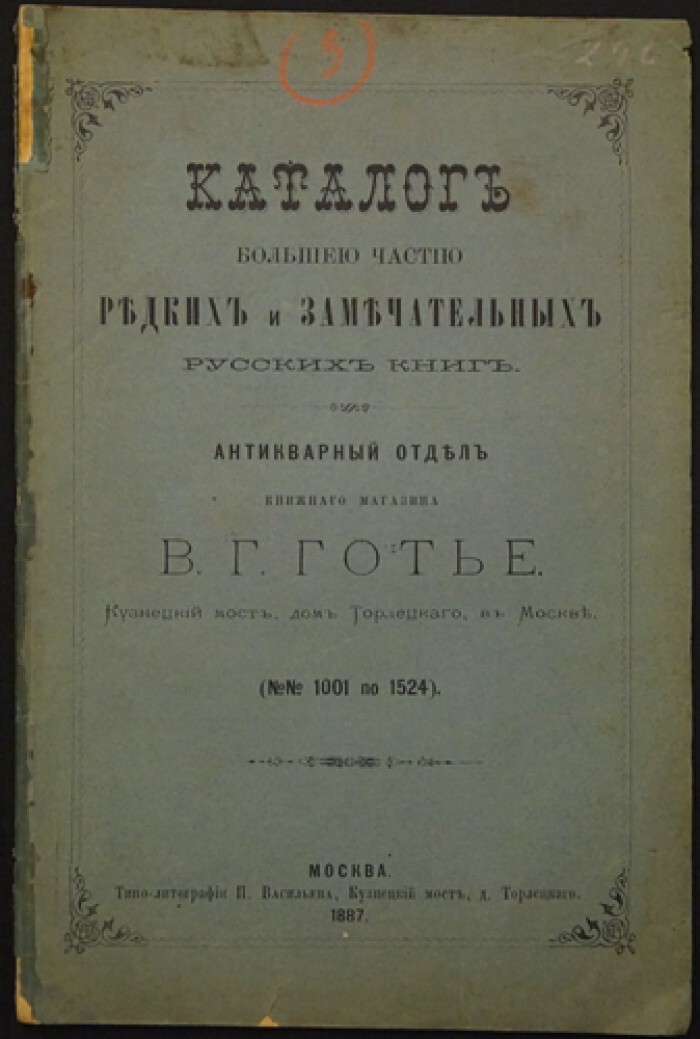 3
КАТАЛОГЪ
БОЛЬШЕЮ ЧАСТІЮ
РѢДКИХЪ и ЗАМѢЧАТЕЛЬНЫХЪ
РУССКИХЪ КНИГЪ.
АНТИКВАРНЫЙ ОТДѢЛЪ
КНИЖНАГО МАГАЗИНА
В. Г. ГОТЬЕ.
Кузнецкій мостъ, домъ Торлецкаго, въ Москвѣ.
(№№ 1001 по 1524).
МОСКВА.
Типо-литографія П. Васильева, Кузнецкій мостъ, д. Торлецкаго.
1887.